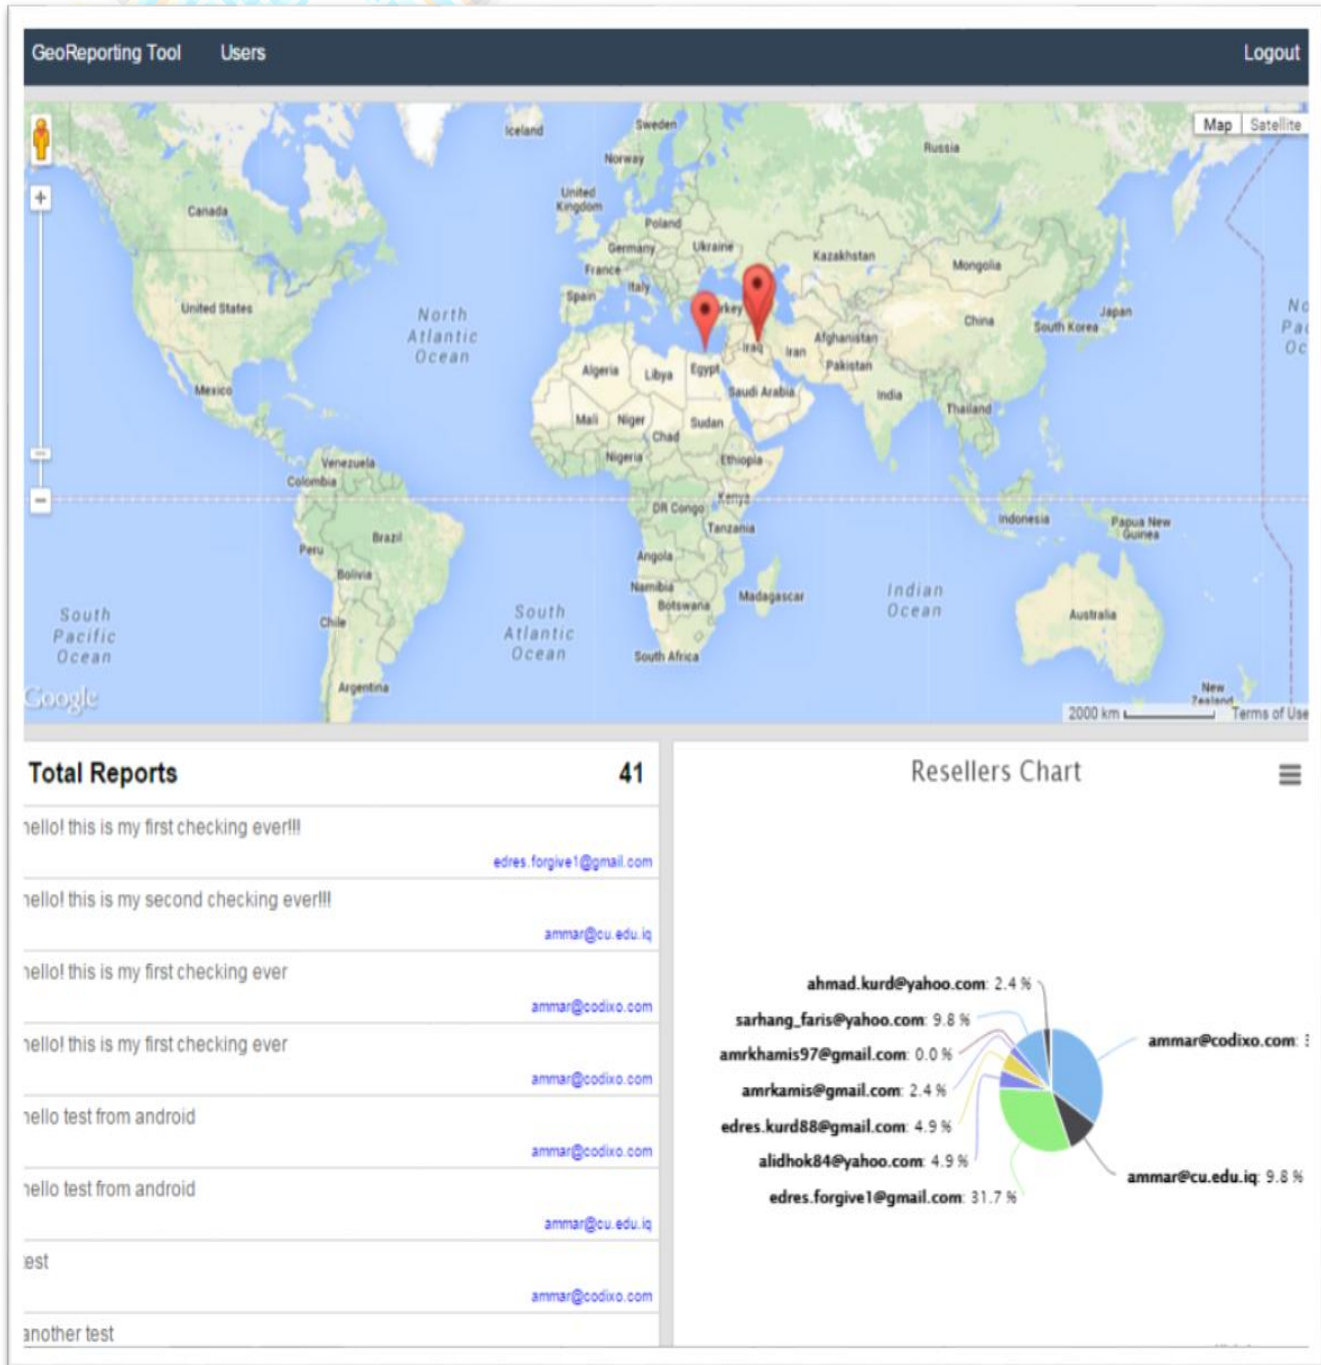 GeoReporting Tool Users Logout
Map Satellite
Iceland
Sweden
Norway
Russia
Canada
United
Kingdom
Poland
Germany
Ukraine
France
Kazakhstan
Mongolia
Italy
Spain
United States
North
Atlantic
Ocean
rkey
China
Japan
South Korea
Iraq
Iran
Afghanistan
Pakistan
Algeria
Libya
Egypt
Saudi Arabia
India
Mexico
Thailand
Mali
Niger
Chad
Sudan
Nigeria
Ethiopia
Venezuela
Colombia
Kenya
DR Congo
Tanzania
Indonesia
Papua New
Guinea
Brazil
Peru
Bolivia
Angola
Namibia
Botswana
Madagascar
Indian
Ocean
Australia
South
Pacific
Ocean
Chile
South
Atlantic
Ocean
South Africa
Argentina
New
Zealand
Google
2000 km Terms of Use
Total Reports 41
hello! this is my first checking ever!!!
edres.forgive1@gmail.com
hello! this is my second checking ever!!!
ammar@cu.edu.iq
hello! this is my first checking ever
ammar@codixo.com
hello! this is my first checking ever
ammar@codixo.com
hello test from android
ammar@codixo.com
hello test from android
ammar@cu.edu.iq
test
ammar@codixo.com
another test
Resellers Chart
ahmad.kurd@yahoo.com: 2.4 %
sarhang_faris@yahoo.com: 9.8 %
ammar@codixo.com:
amrkhamis97@gmail.com: 0.0 %
amrkamis@gmail.com: 2.4 %
edres.kurd88@gmail.com: 4.9 %
alidhok84@yahoo.com: 4.9 %
ammar@cu.edu.iq: 9.8 %
edres.forgive1@gmail.com: 31.7 %